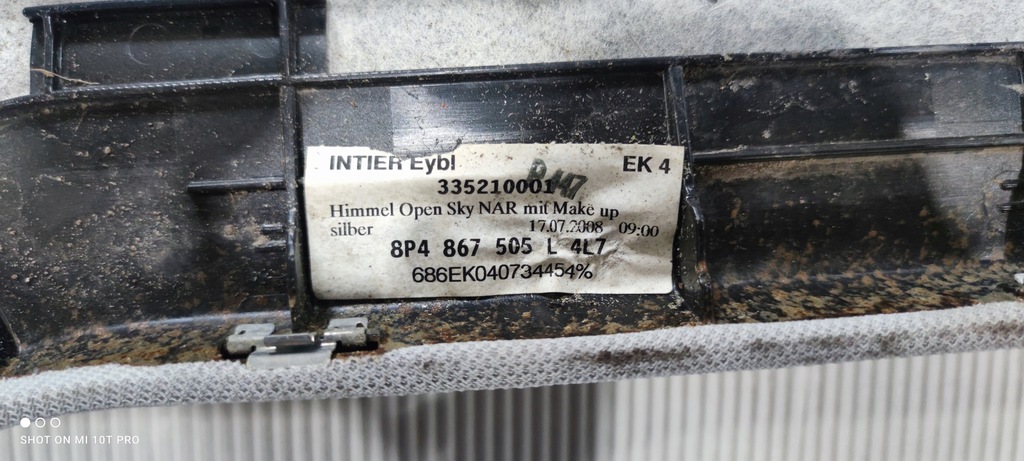 INTIER Eybl EK 4
335210001
Himmel Open Sky NAR mit Make up
silber 17.07.2008 09:00
8P4 867 505 L 4L7
686EK040734454%
SHOT ON MI 10T PRO